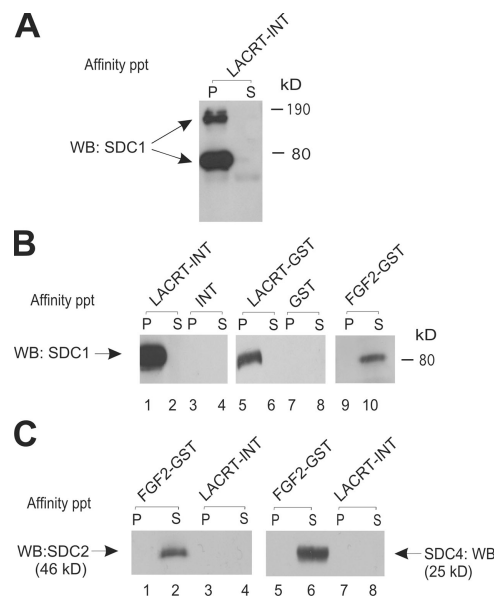 A
Affinity ppt
LACRT-INT
P S
kD
190
WB: SDC1
80
B
Affinity ppt
LACRT-INT INT LACRT-GST GST FGF2-GST
P S P S P S P S P S
kD
WB: SDC1
80
1 2 3 4 5 6 7 8 9 10
C
Affinity ppt
FGF2-GST LACRT-INT FGF2-GST LACRT-INT
P S P S P S P S
WB:SDC2
(46 kD)
SDC4: WB
(25 kD)
1 2 3 4 5 6 7 8